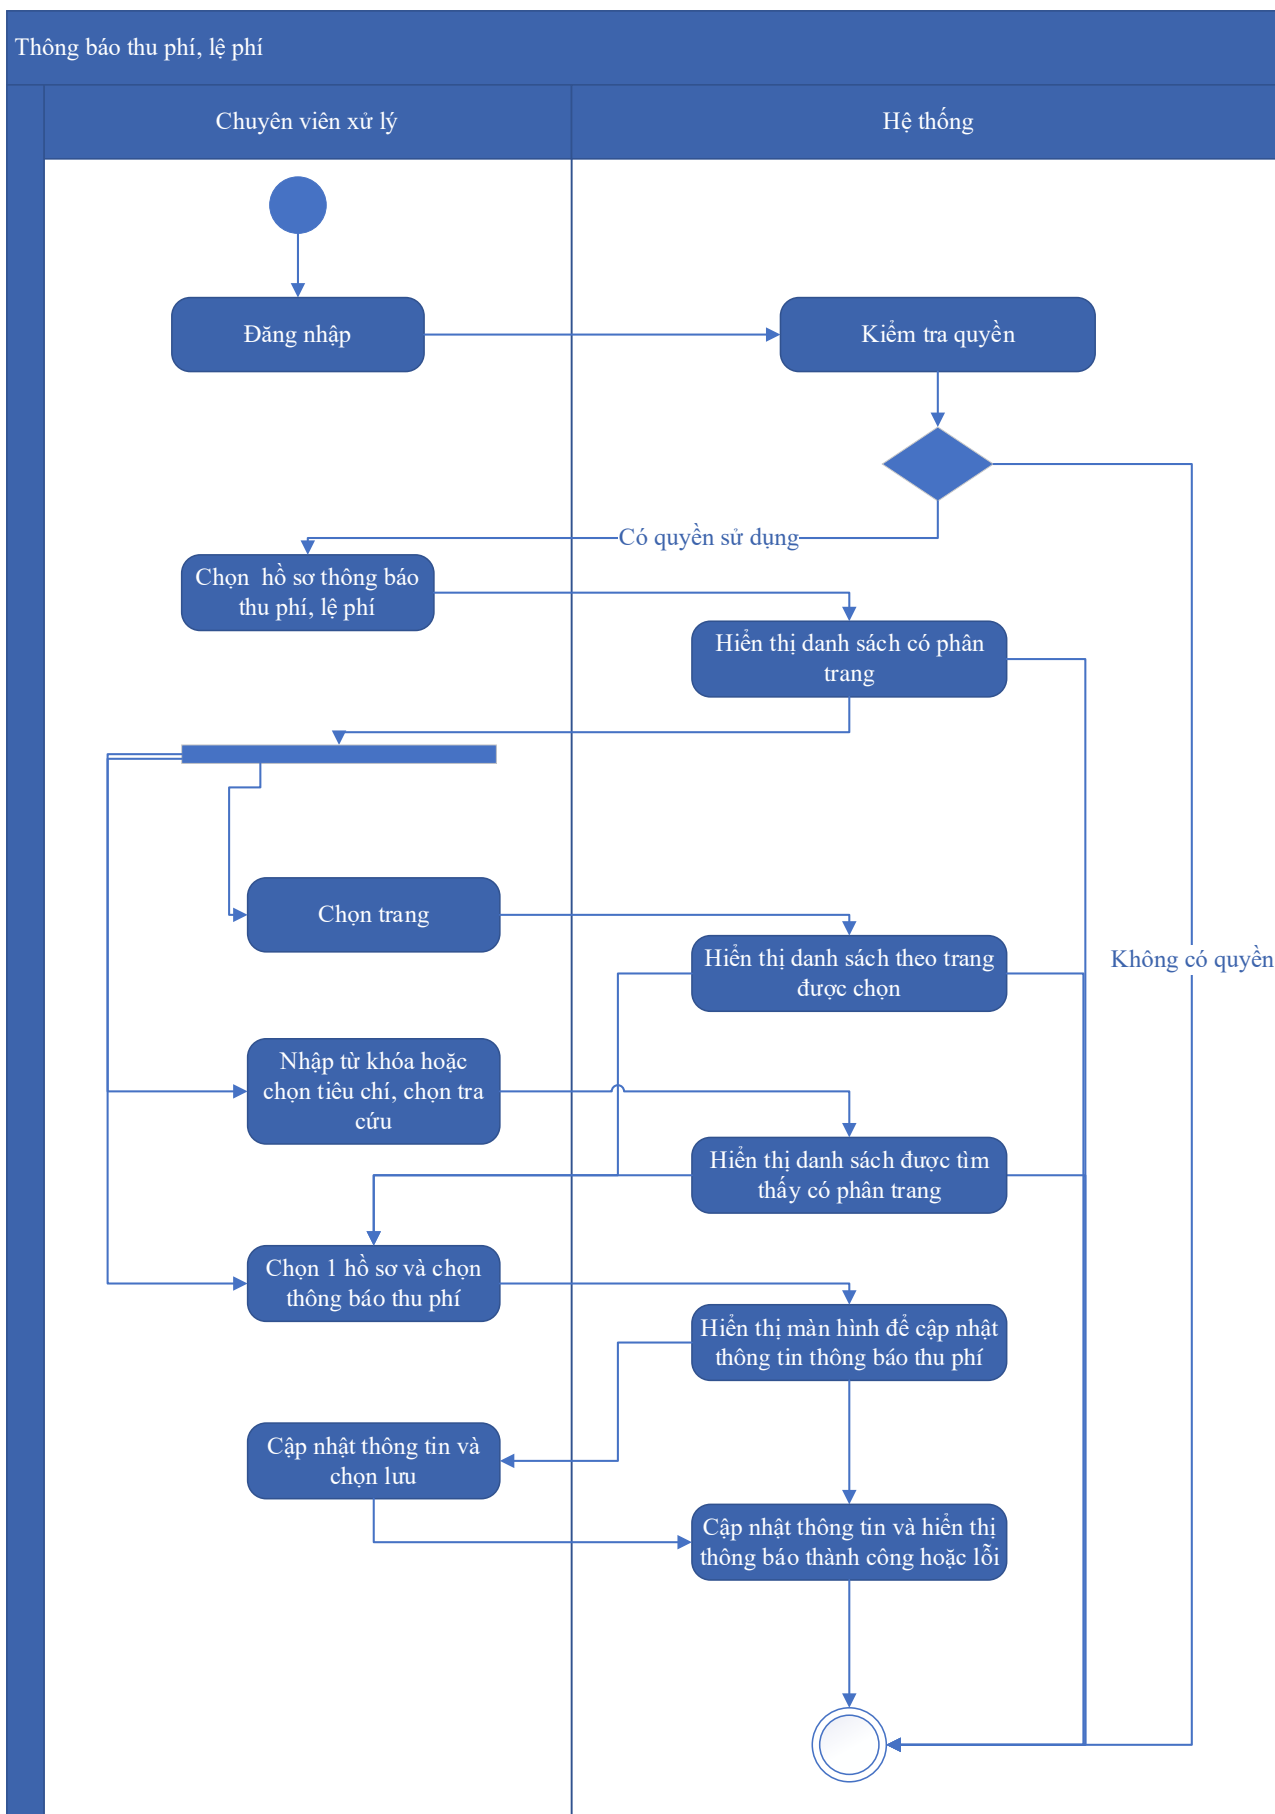 Thông báo thu phí, lệ phí
Chuyên viên xử lý
Hệ thống
Đăng nhập
Kiểm tra quyền
Có quyền sử dụng
Chọn hồ sơ thông báo
thu phí, lệ phí
Hiển thị danh sách có phân
trang
Chọn trang
Hiển thị danh sách theo trang
được chọn
Không có quyền
Nhập từ khóa hoặc
chọn tiêu chí, chọn tra
cứu
Hiển thị danh sách được tìm
thấy có phân trang
Chọn 1 hồ sơ và chọn
thông báo thu phí
Hiển thị màn hình để cập nhật
thông tin thông báo thu phí
Cập nhật thông tin và
chọn lưu
Cập nhật thông tin và hiển thị
thông báo thành công hoặc lỗi